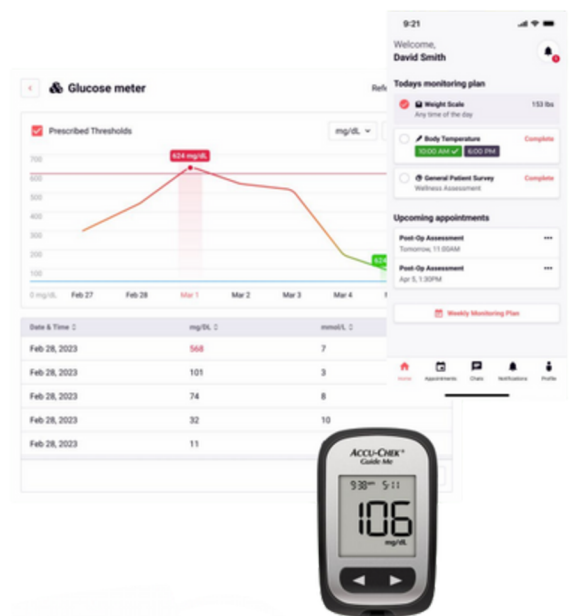 Glucose meter
Refe
Prescribed Thresholds
mg/dL
700
624 mg/dL
600
500
400
300
200
624
100
0 mg/dL Feb 27 Feb 28 Mar 1 Mar 2 Mar 3 Mar 4
Date & Time mg/DL mmol/L
Feb 28, 2023 568 7
Feb 28, 2023 101 3
Feb 28, 2023 74 8
Feb 28, 2023 32 10
Feb 28, 2023 11
9:21
Welcome,
David Smith
Todays monitoring plan
Weight Scale 153 lbs
Any time of the day
Body Temperature Complete
10:00 AM 6:00 PM
General Patient Survey Complete
Wellness Assessment
Upcoming appointments
Post-Op Assessment
Tomorrow, 11:00AM
Post-Op Assessment
Apr 5, 1:30PM
Weekly Monitoring Plan
Home Appointments Chats Notifications Profile
ACCU-CHEK®
Guide Me
9:38am 5-11
106
mg/dL